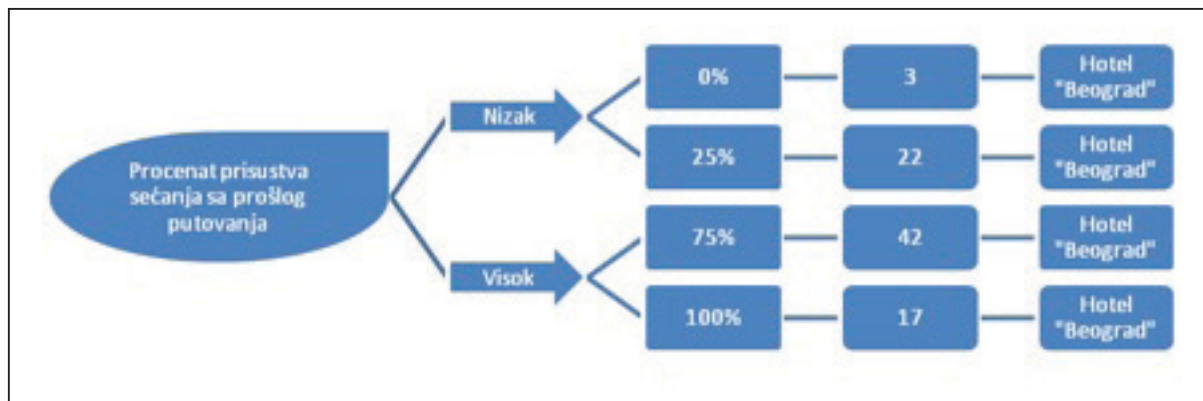 Procenat prisustva
sećanja sa prošlog
putovanja
Nizak
0%
3
Hotel
"Beograd"
25%
22
Hotel
"Beograd"
Visok
75%
42
Hotel
"Beograd"
100%
17
Hotel
"Beograd"